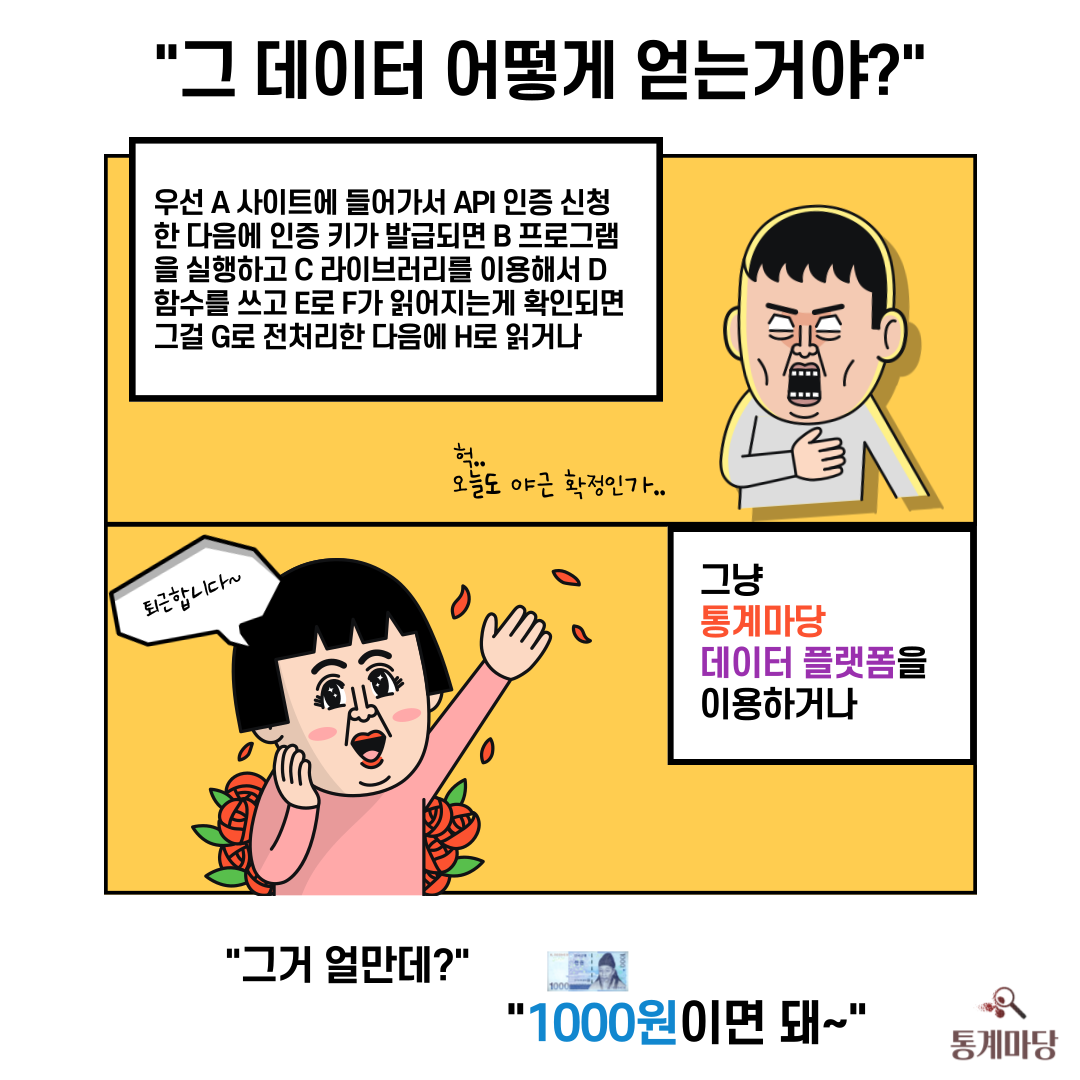 "그 데이터 어떻게 얻는거야?"
우선 A 사이트에 들어가서 API 인증 신청
한 다음에 인증 키가 발급되면 B 프로그램
을 실행하고 C 라이브러리를 이용해서 D
함수를 쓰고 E로 F가 읽어지는게 확인되면
그걸 G로 전처리한 다음에 H로 읽거나
헉..
오늘도 야근 확정인가..
퇴근합니다~
그냥
통계마당
데이터 플랫폼을
이용하거나
"그거 얼만데?"
1000
"1000원이면 돼~"
통계마당